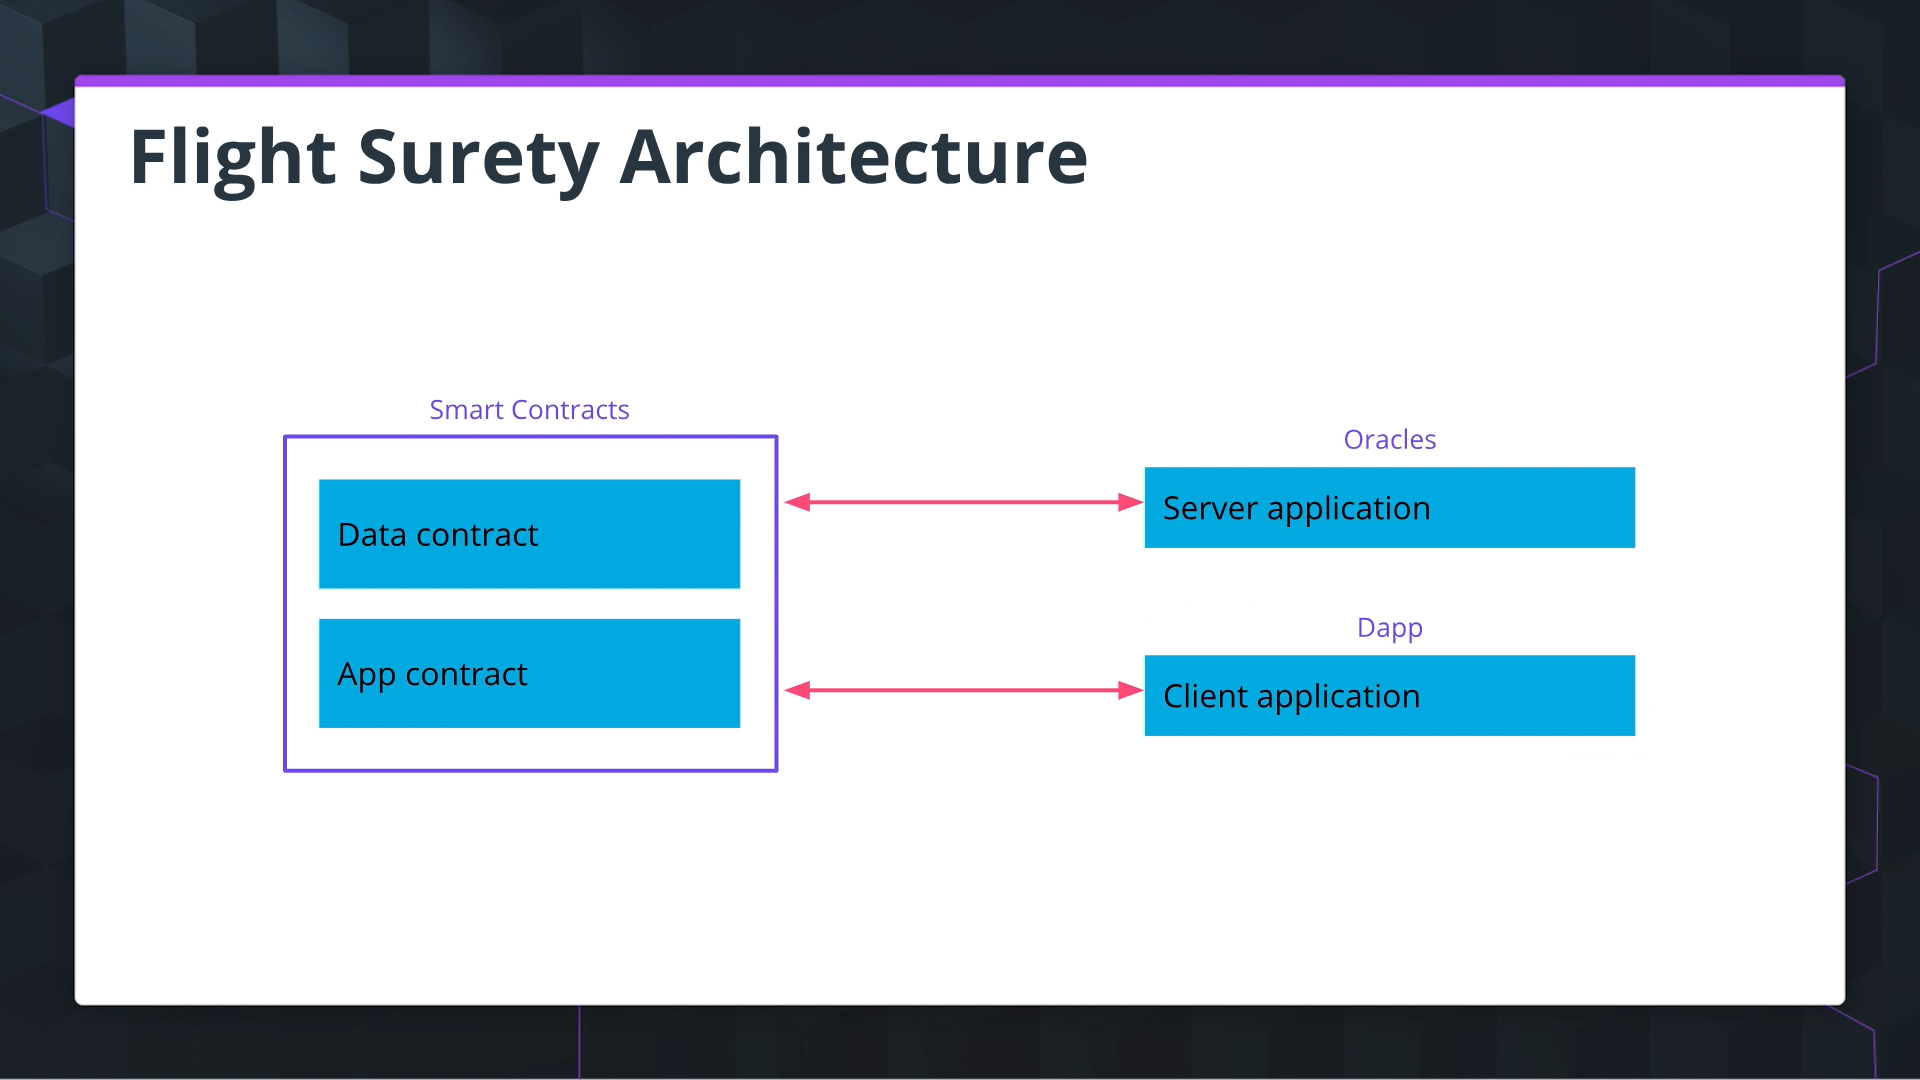 Flight Surety Architecture
Smart Contracts
Data contract
App contract
Oracles
Server application
Dapp
Client application